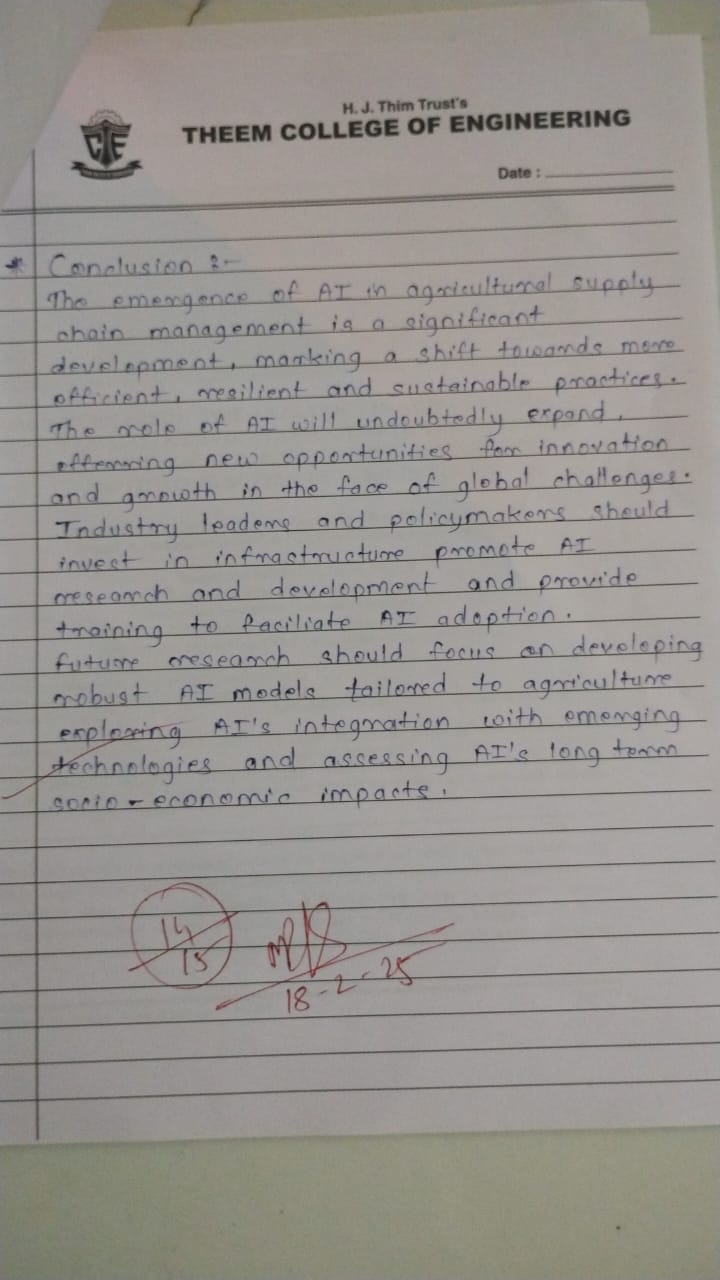 H. J. Thim Trust's
THEEM COLLEGE OF ENGINEERING
CTE
Date :
* Conclusion :-
The emergence of AI in agricultural supply
chain management is a significant
development, marking a shift towards more
efficient, resilient and sustainable practices.
The role of AI will undoubtedly expand,
offerring new opportunities for innovation
and growth in the face of global challenges.
Industry leaders and policymakers should
invest in infrastructure promote AI
research and development and provide
training to faciliate AI adoption.
future research should focus on developing
robust AI models tailored to agriculture
exploring AI's integration with emerging
technologies and assessing AI's long term
socio-economic impacts.
14
15
18-2-25